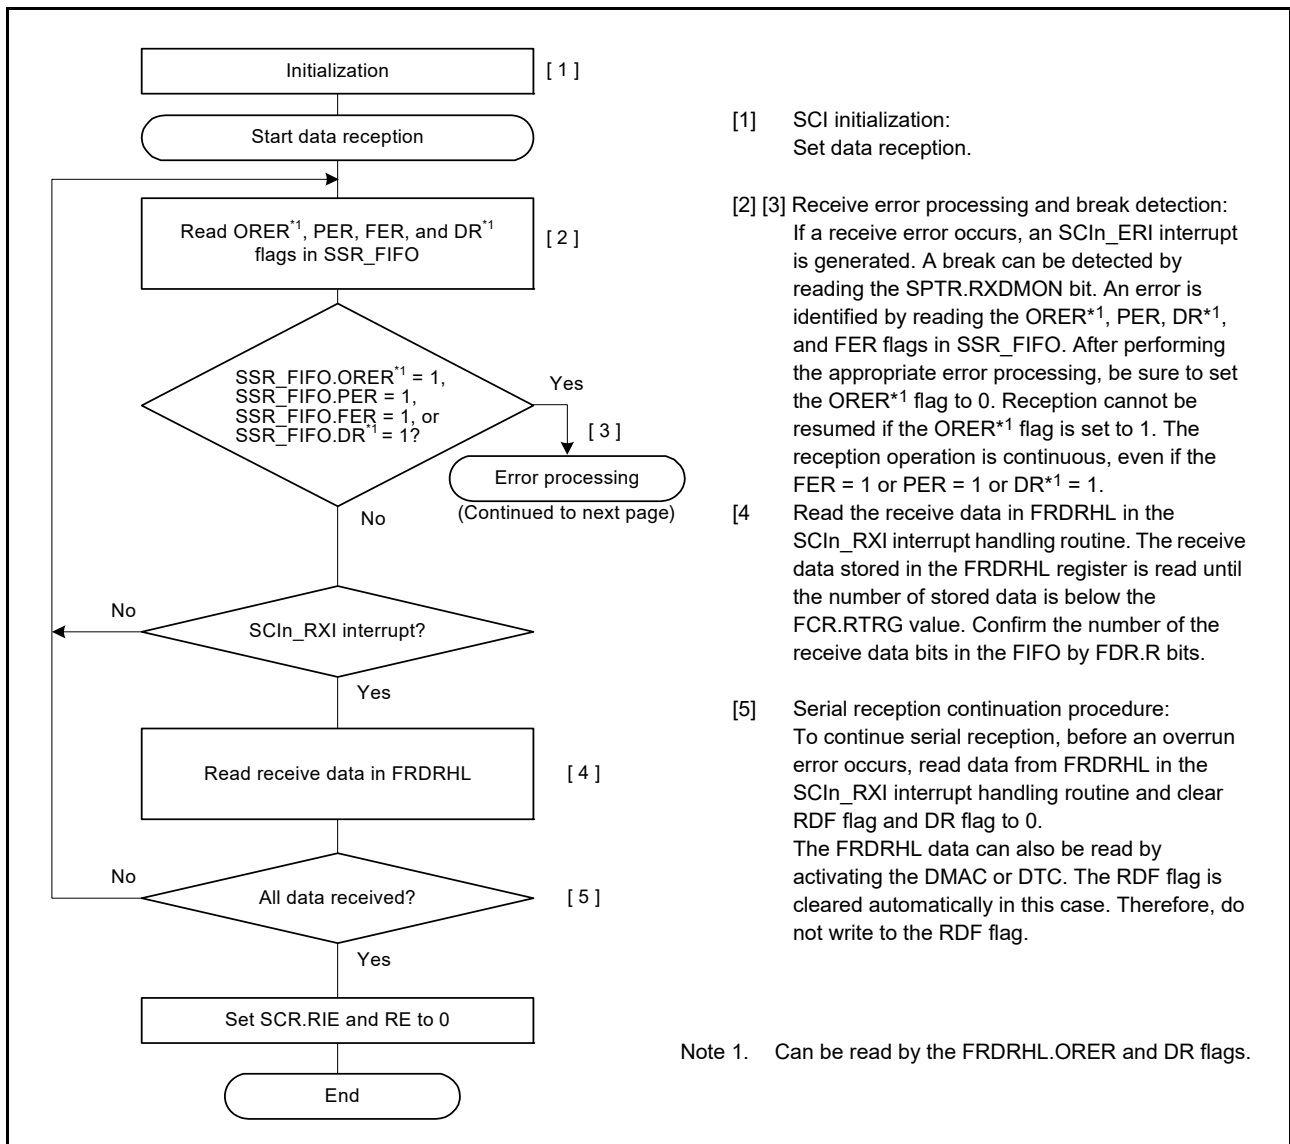 Initialization
[ 1 ]
Start data reception
Read ORER*1, PER, FER, and DR*1
flags in SSR_FIFO
[ 2 ]
SSR_FIFO.ORER*1 = 1,
SSR_FIFO.PER = 1,
SSR_FIFO.FER = 1, or
SSR_FIFO.DR*1 = 1?
Yes
[ 3 ]
Error processing
(Continued to next page)
No
No
SCIn_RXI interrupt?
Yes
Read receive data in FRDRHL
[ 4 ]
No
All data received?
[ 5 ]
Yes
Set SCR.RIE and RE to 0
End
[1] SCI initialization:
Set data reception.
[2] [3] Receive error processing and break detection:
If a receive error occurs, an SCIn_ERI interrupt
is generated. A break can be detected by
reading the SPTR.RXDMON bit. An error is
identified by reading the ORER*1, PER, DR*1,
and FER flags in SSR_FIFO. After performing
the appropriate error processing, be sure to set
the ORER*1 flag to 0. Reception cannot be
resumed if the ORER*1 flag is set to 1. The
reception operation is continuous, even if the
FER = 1 or PER = 1 or DR*1 = 1.
[4 Read the receive data in FRDRHL in the
SCIn_RXI interrupt handling routine. The receive
data stored in the FRDRHL register is read until
the number of stored data is below the
FCR.RTRG value. Confirm the number of the
receive data bits in the FIFO by FDR.R bits.
[5] Serial reception continuation procedure:
To continue serial reception, before an overrun
error occurs, read data from FRDRHL in the
SCIn_RXI interrupt handling routine and clear
RDF flag and DR flag to 0.
The FRDRHL data can also be read by
activating the DMAC or DTC. The RDF flag is
cleared automatically in this case. Therefore, do
not write to the RDF flag.
Note 1. Can be read by the FRDRHL.ORER and DR flags.